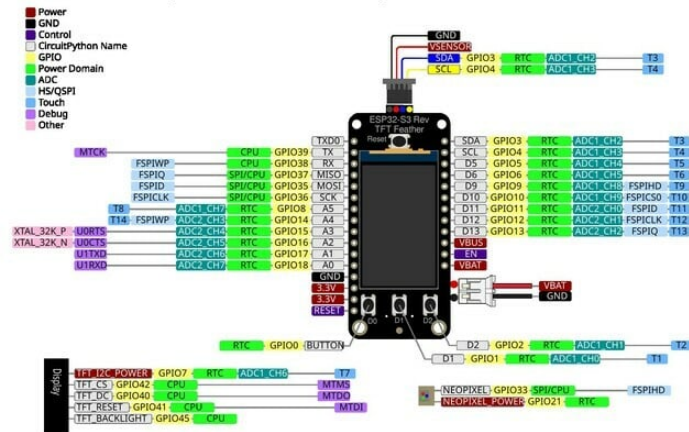 Power
GND
Control
CircuitPython Name
GPIO
Power Domain
ADC
HS/QSPI
Touch
Debug
Other
GND
VSENSOR
SDA GPIO3 RTC ADC1_CH2 T3
SCL GPIO4 RTC ADC1_CH3 T4
ESP32-S3 Rev
TFT Feather
Reset
TXD0
MTCK CPU GPIO39 TX
FSPIWP CPU GPIO38 RX
FSPIQ SPI/CPU GPIO37 MISO
FSPID SPI/CPU GPIO35 MOSI
FSPICLK SPI/CPU GPIO36 SCK
T8 ADC1_CH7 RTC GPIO8 A5
T14 FSPIWP ADC2_CH3 RTC GPIO14 A4
XTAL_32K_P U0RTS ADC2_CH4 RTC GPIO15 A3
XTAL_32K_N U0CTS ADC2_CH5 RTC GPIO16 A2
U1TXD ADC2_CH6 RTC GPIO17 A1
U1RXD ADC2_CH7 RTC GPIO18 A0
GND
3.3V
3.3V
RESET
SDA GPIO3 RTC ADC1_CH2 T3
SCL GPIO4 RTC ADC1_CH3 T4
D5 GPIO5 RTC ADC1_CH4 T5
D6 GPIO6 RTC ADC1_CH5 T6
D9 GPIO9 RTC ADC1_CH8 FSPIHD T9
D10 GPIO10 RTC ADC1_CH9 FSPICS0 T10
D11 GPIO11 RTC ADC2_CH0 FSPID T11
D12 GPIO12 RTC ADC2_CH1 FSPICLK T12
D13 GPIO13 RTC ADC2_CH2 FSPIQ T13
VBUS
EN
VBAT
VBAT
GND
D0 D1 D2
RTC GPIO0 BUTTON
D2 GPIO2 RTC ADC1_CH1 T2
D1 GPIO1 RTC ADC1_CH0 T1
Display
TFT_I2C_POWER GPIO7 RTC ADC1_CH6 T7
TFT_CS GPIO42 CPU MTMS
TFT_DC GPIO40 CPU MTDO
TFT_RESET GPIO41 CPU MTDI
TFT_BACKLIGHT GPIO45 CPU
NEOPIXEL GPIO33 SPI/CPU FSPIHD
NEOPIXEL_POWER GPIO21 RTC